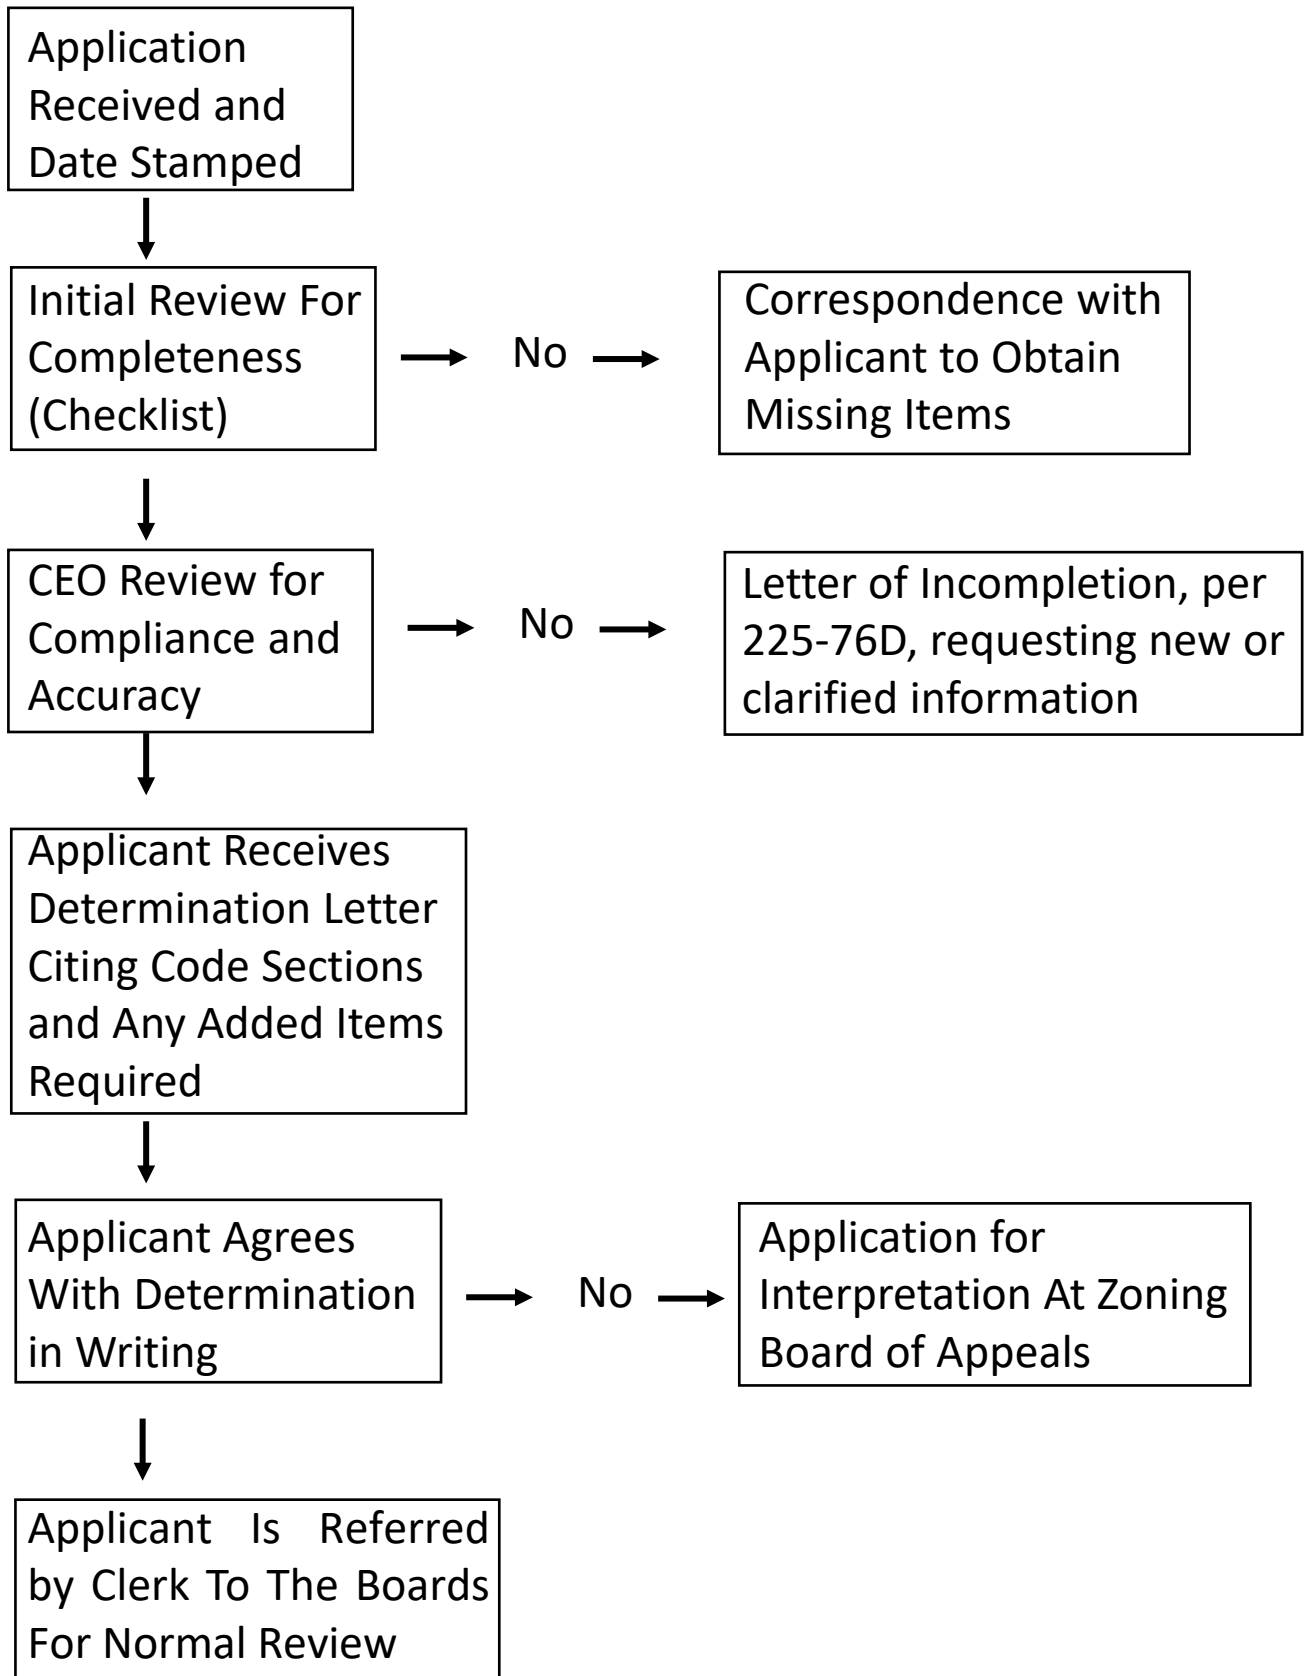 Application
Received and
Date Stamped
Initial Review For
Completeness
(Checklist)
No
Correspondence with
Applicant to Obtain
Missing Items
CEO Review for
Compliance and
Accuracy
No
Letter of Incompletion, per
225-76D, requesting new or
clarified information
Applicant Receives
Determination Letter
Citing Code Sections
and Any Added Items
Required
Applicant Agrees
With Determination
in Writing
No
Application for
Interpretation At Zoning
Board of Appeals
Applicant Is Referred
by Clerk To The Boards
For Normal Review